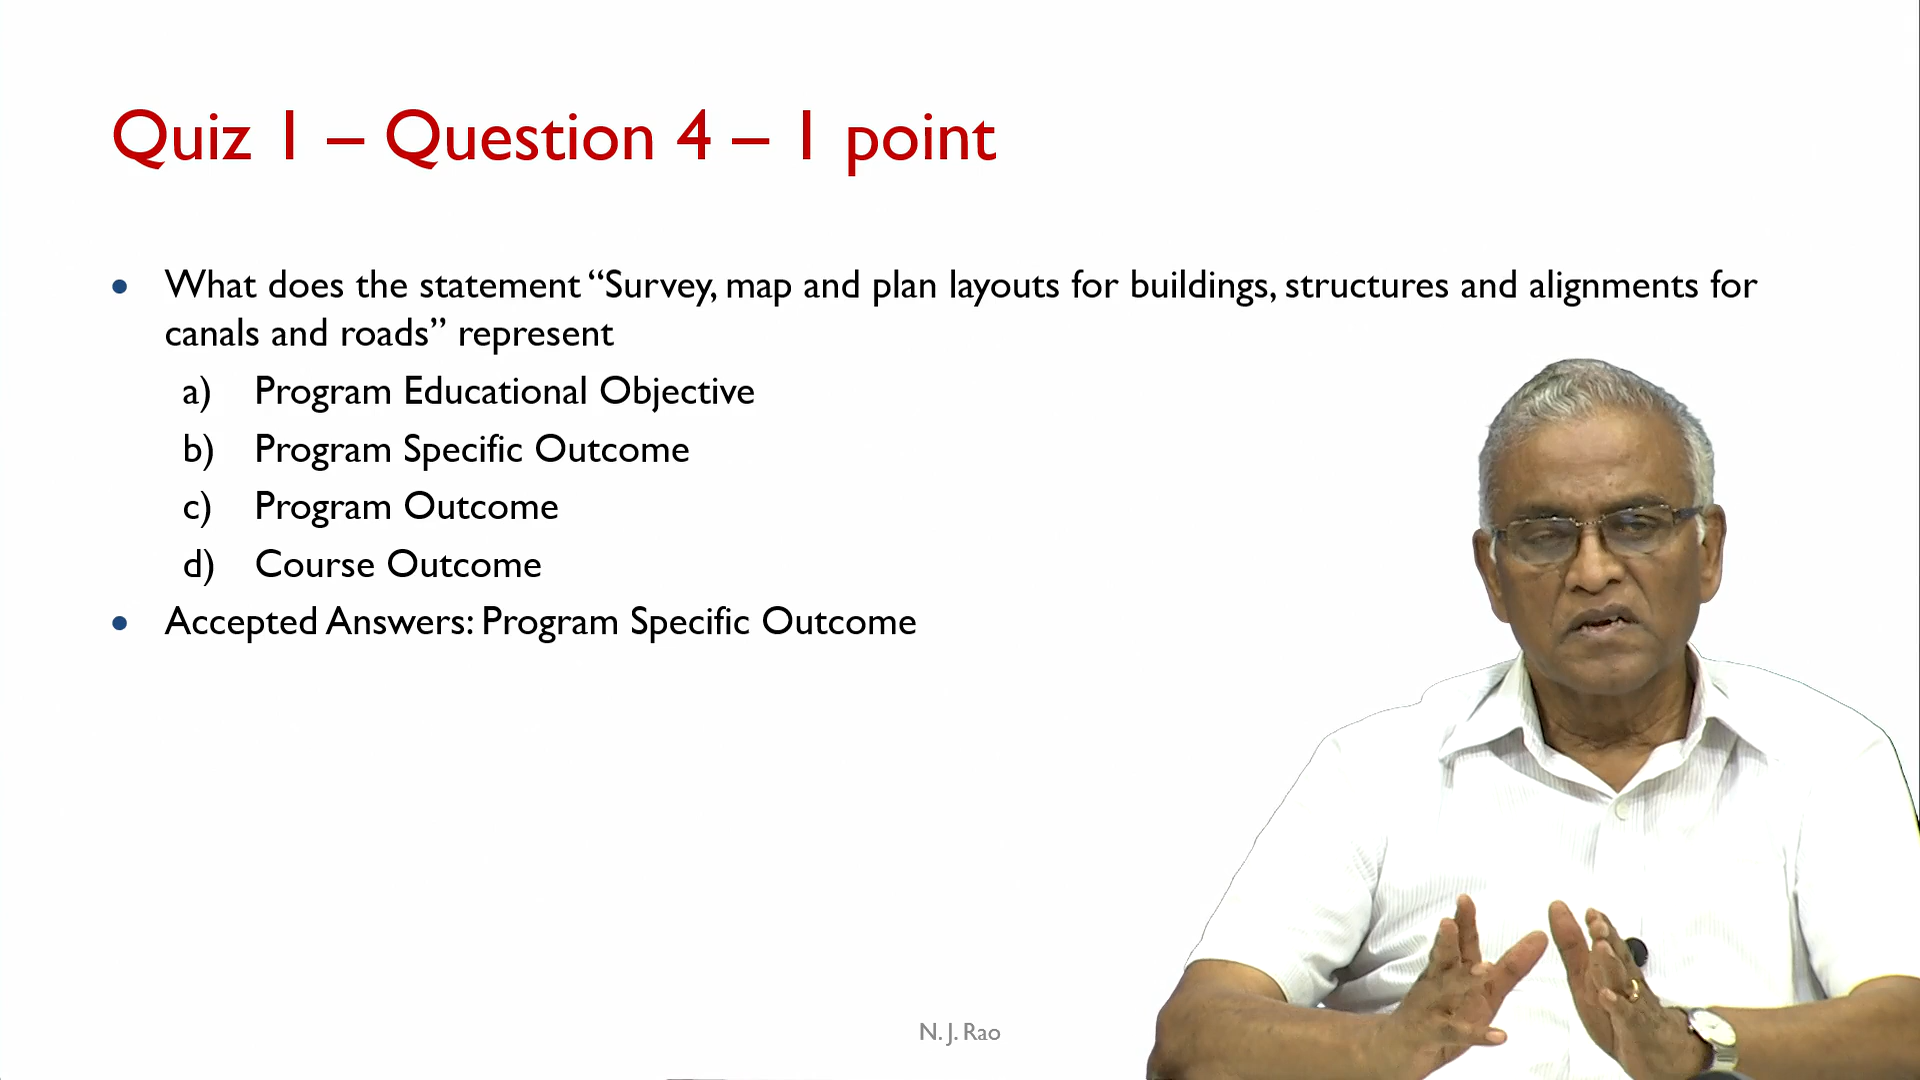 Quiz 1 – Question 4 – 1 point
• What does the statement “Survey, map and plan layouts for buildings, structures and alignments for
canals and roads” represent
a) Program Educational Objective
b) Program Specific Outcome
c) Program Outcome
d) Course Outcome
• Accepted Answers: Program Specific Outcome
N. J. Rao